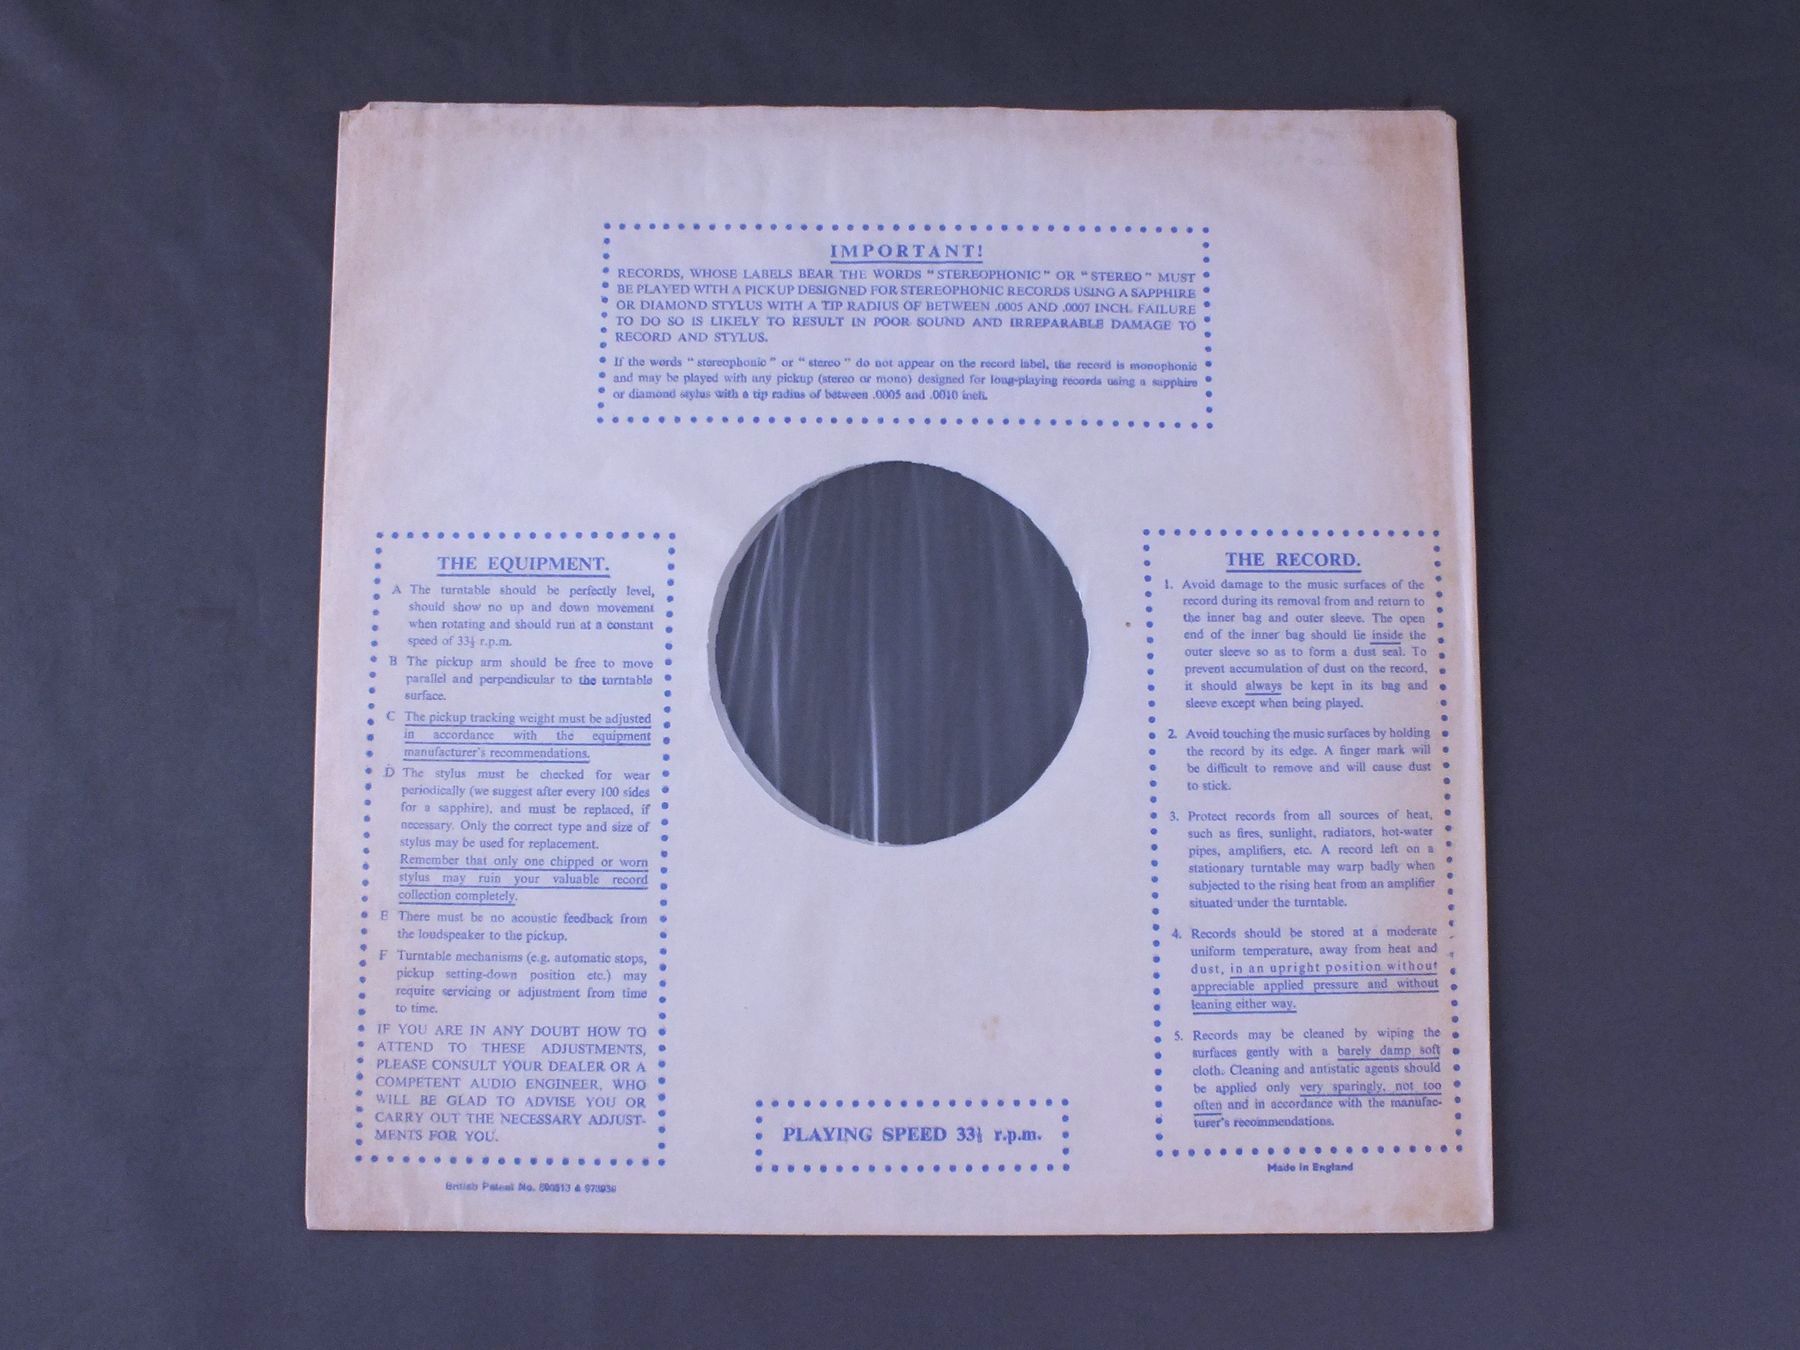 IMPORTANT!
RECORDS, WHOSE LABELS BEAR THE WORDS "STEREOPHONIC" OR "STEREO" MUST
BE PLAYED WITH A PICKUP DESIGNED FOR STEREOPHONIC RECORDS USING A SAPPHIRE
OR DIAMOND STYLUS WITH A TIP RADIUS OF BETWEEN .0005 AND .0007 INCH. FAILURE
TO DO SO IS LIKELY TO RESULT IN POOR SOUND AND IRREPARABLE DAMAGE TO
RECORD AND STYLUS.
If the words "stereophonic" or "stereo" do not appear on the record label, the record is monophonic
and may be played with any pickup (stereo or mono) designed for long-playing records using a sapphire
or diamond stylus with a tip radius of between .0005 and .0010 inch.
THE EQUIPMENT.
A The turntable should be perfectly level,
should show no up and down movement
when rotating and should run at a constant
speed of 33⅓ r.p.m.
B The pickup arm should be free to move
parallel and perpendicular to the turntable
surface.
C The pickup tracking weight must be adjusted
in accordance with the equipment
manufacturer's recommendations.
D The stylus must be checked for wear
periodically (we suggest after every 100 sides
for a sapphire), and must be replaced, if
necessary. Only the correct type and size of
stylus may be used for replacement.
Remember that only one chipped or worn
stylus may ruin your valuable record
collection completely.
E There must be no acoustic feedback from
the loudspeaker to the pickup.
F Turntable mechanisms (e.g. automatic stops,
pickup setting-down position etc.) may
require servicing or adjustment from time
to time.
IF YOU ARE IN ANY DOUBT HOW TO
ATTEND TO THESE ADJUSTMENTS,
PLEASE CONSULT YOUR DEALER OR A
COMPETENT AUDIO ENGINEER, WHO
WILL BE GLAD TO ADVISE YOU OR
CARRY OUT THE NECESSARY ADJUST-
MENTS FOR YOU.
British Patent No.
PLAYING SPEED 33⅓ r.p.m.
THE RECORD.
1. Avoid damage to the music surfaces of the
record during its removal from and return to
the inner bag and outer sleeve. The open
end of the inner bag should lie inside the
outer sleeve so as to form a dust seal. To
prevent accumulation of dust on the record,
it should always be kept in its bag and
sleeve except when being played.
2. Avoid touching the music surfaces by holding
the record by its edge. A finger mark will
be difficult to remove and will cause dust
to stick.
3. Protect records from all sources of heat,
such as fires, sunlight, radiators, hot-water
pipes, amplifiers, etc. A record left on a
stationary turntable may warp badly when
subjected to the rising heat from an amplifier
situated under the turntable.
4. Records should be stored at a moderate
uniform temperature, away from heat and
dust, in an upright position without
appreciable applied pressure and without
leaning either way.
5. Records may be cleaned by wiping the
surfaces gently with a barely damp soft
cloth. Cleaning and antistatic agents should
be applied only very sparingly, not too
often and in accordance with the manufac-
turer's recommendations.
Made in England